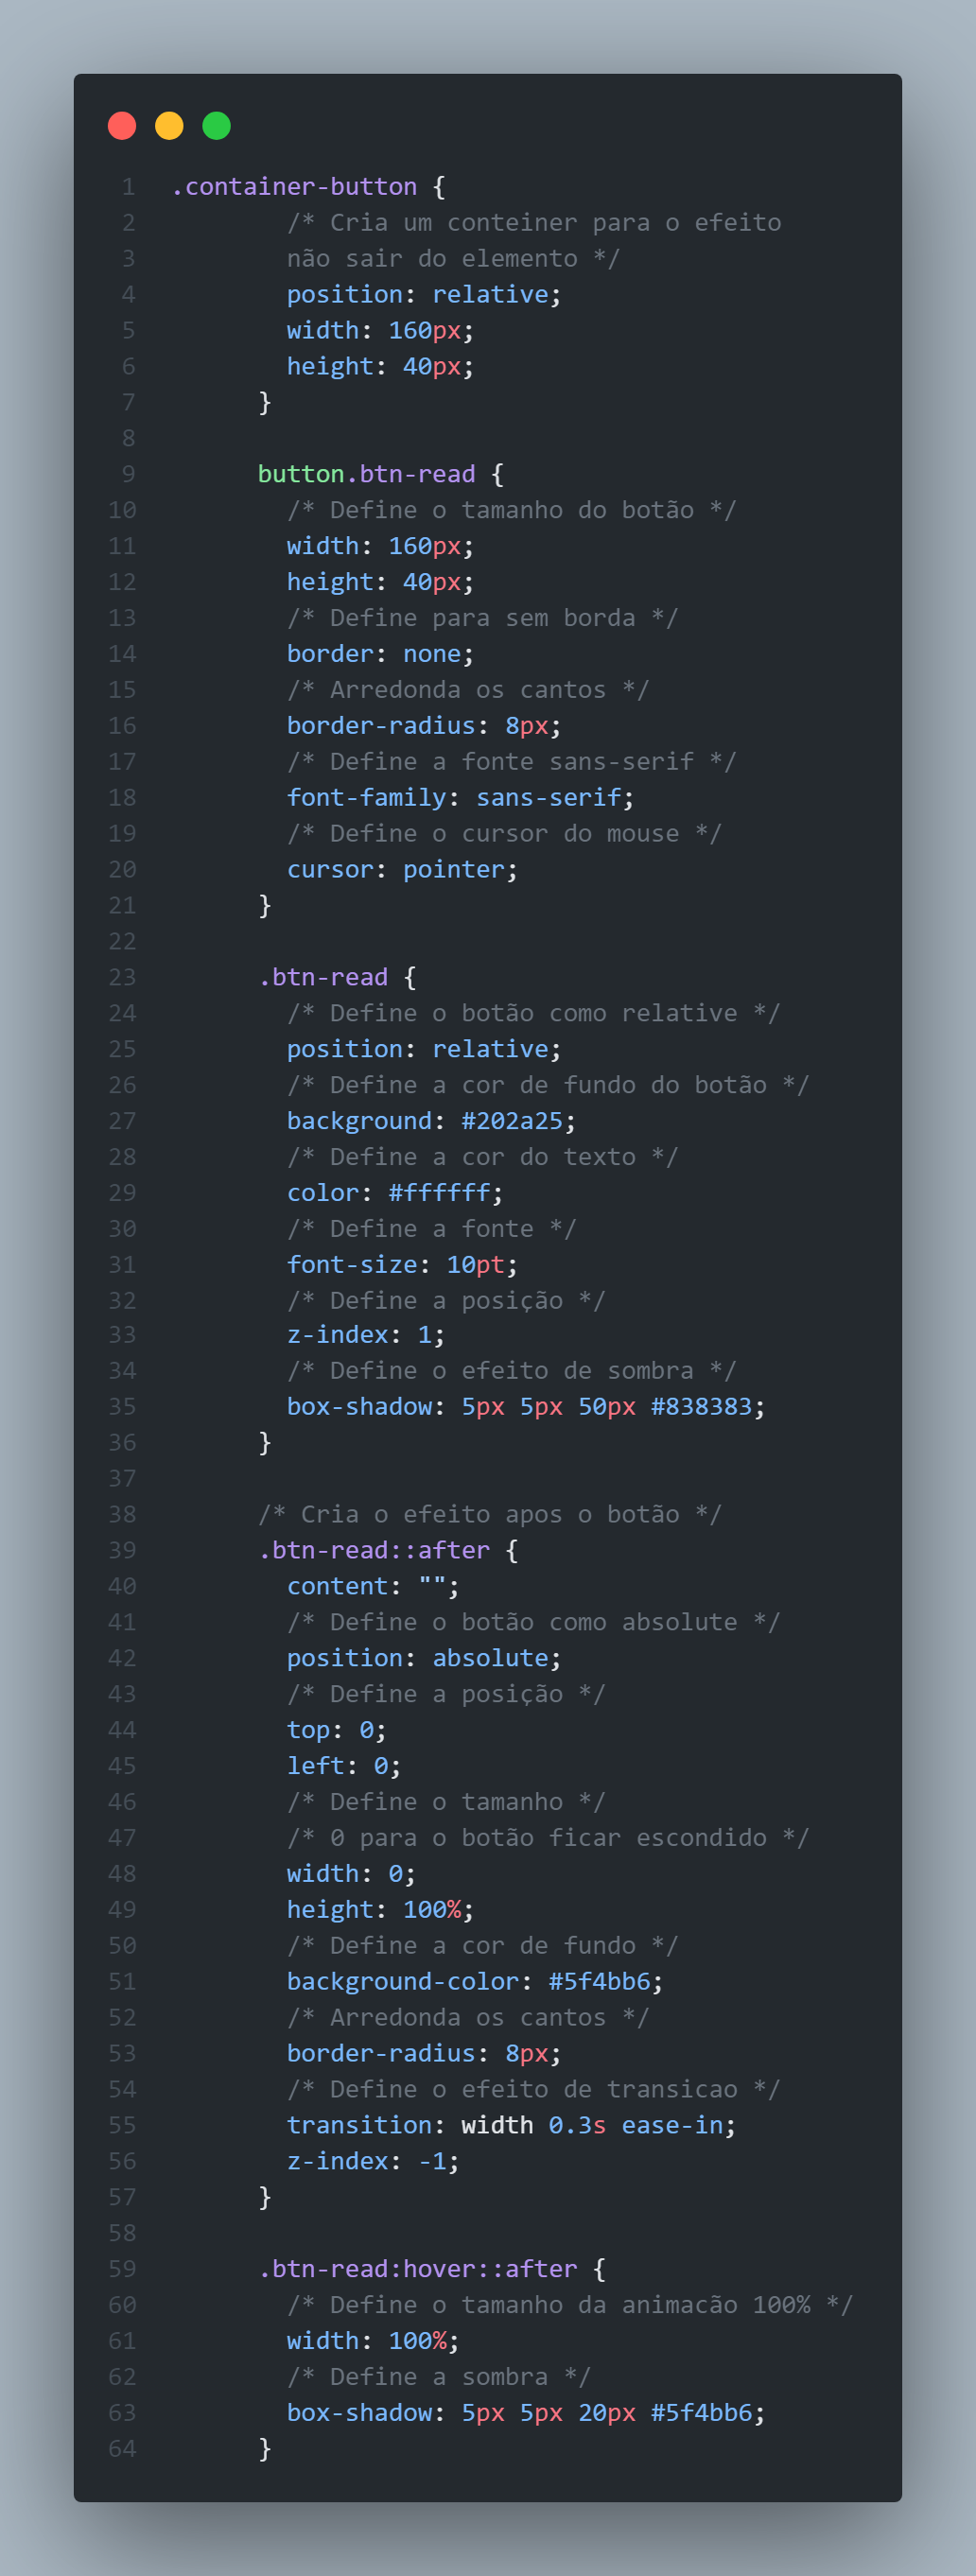 1 .container-button {
2 /* Cria um conteiner para o efeito
3 não sair do elemento */
4 position: relative;
5 width: 160px;
6 height: 40px;
7 }
8
9 button.btn-read {
10 /* Define o tamanho do botão */
11 width: 160px;
12 height: 40px;
13 /* Define para sem borda */
14 border: none;
15 /* Arredonda os cantos */
16 border-radius: 8px;
17 /* Define a fonte sans-serif */
18 font-family: sans-serif;
19 /* Define o cursor do mouse */
20 cursor: pointer;
21 }
22
23 .btn-read {
24 /* Define o botão como relative */
25 position: relative;
26 /* Define a cor de fundo do botão */
27 background: #202a25;
28 /* Define a cor do texto */
29 color: #ffffff;
30 /* Define a fonte */
31 font-size: 10pt;
32 /* Define a posição */
33 z-index: 1;
34 /* Define o efeito de sombra */
35 box-shadow: 5px 5px 50px #838383;
36 }
37
38 /* Cria o efeito apos o botão */
39 .btn-read::after {
40 content: "";
41 /* Define o botão como absolute */
42 position: absolute;
43 /* Define a posição */
44 top: 0;
45 left: 0;
46 /* Define o tamanho */
47 /* 0 para o botão ficar escondido */
48 width: 0;
49 height: 100%;
50 /* Define a cor de fundo */
51 background-color: #5f4bb6;
52 /* Arredonda os cantos */
53 border-radius: 8px;
54 /* Define o efeito de transicao */
55 transition: width 0.3s ease-in;
56 z-index: -1;
57 }
58
59 .btn-read:hover::after {
60 /* Define o tamanho da animacão 100% */
61 width: 100%;
62 /* Define a sombra */
63 box-shadow: 5px 5px 20px #5f4bb6;
64 }